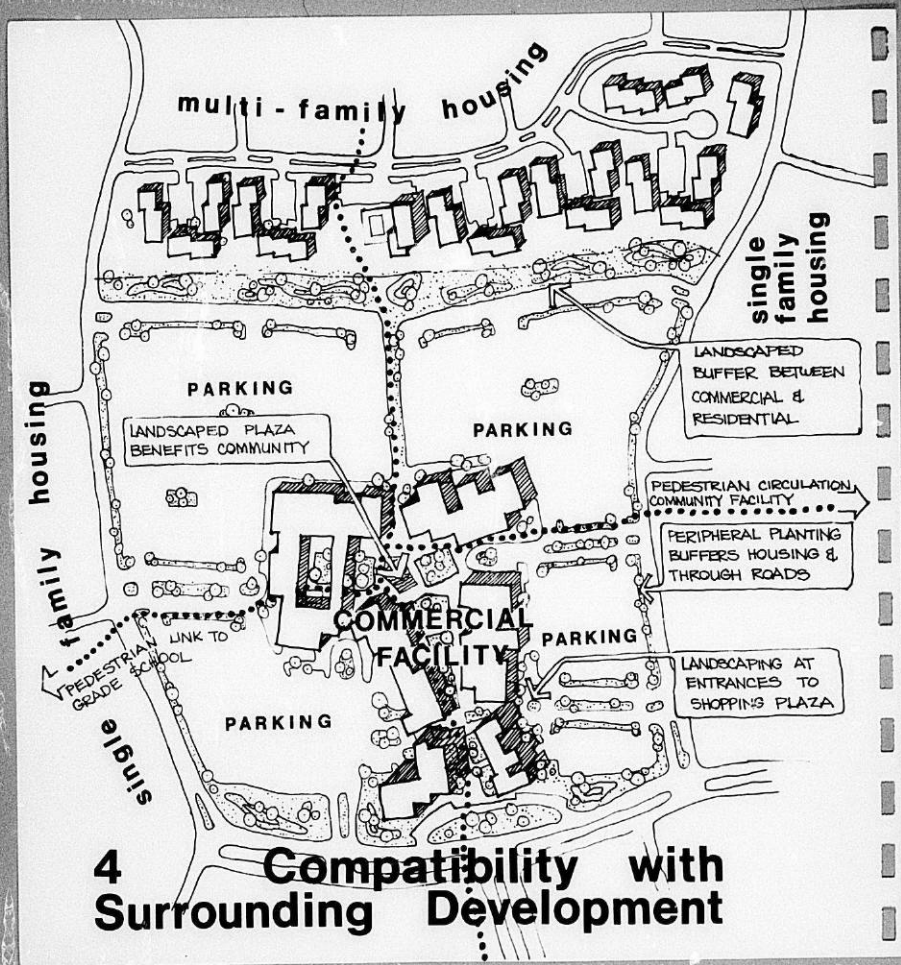 multi-family housing
single
family
housing
LANDSCAPED
BUFFER BETWEEN
COMMERCIAL &
RESIDENTIAL
PARKING
PARKING
LANDSCAPED PLAZA
BENEFITS COMMUNITY
PEDESTRIAN CIRCULATION
COMMUNITY FACILITY
PERIPHERAL PLANTING
BUFFERS HOUSING &
THROUGH ROADS
single family housing
COMMERCIAL
FACILITY
PARKING
PEDESTRIAN LINK TO
GRADE SCHOOL
LANDSCAPING AT
ENTRANCES TO
SHOPPING PLAZA
PARKING
4 Compatibility with
Surrounding Development